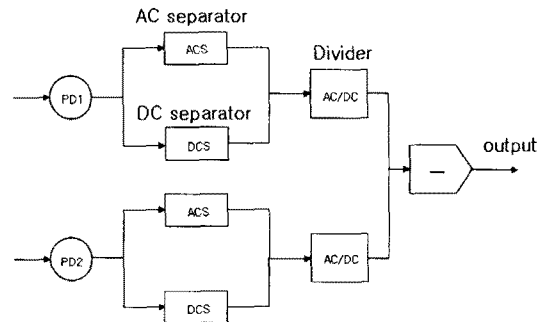 AC separator
ACS
Divider
PD1
DC separator
AC/DC
DCS
output
ACS
—
PD2
AC/DC
DCS